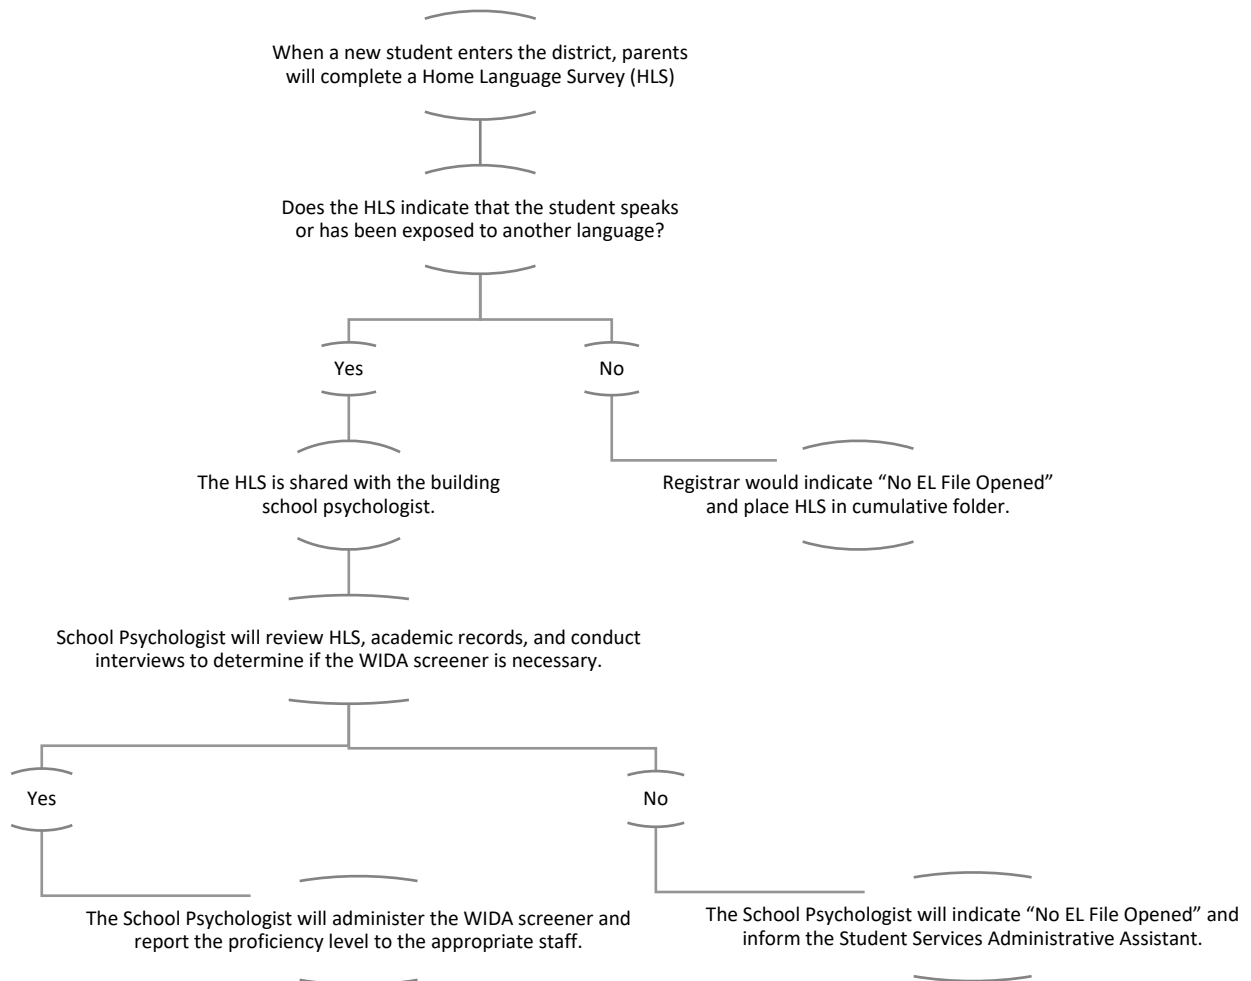 When a new student enters the district, parents
will complete a Home Language Survey (HLS)
Does the HLS indicate that the student speaks
or has been exposed to another language?
Yes
No
The HLS is shared with the building
school psychologist.
Registrar would indicate “No EL File Opened”
and place HLS in cumulative folder.
School Psychologist will review HLS, academic records, and conduct
interviews to determine if the WIDA screener is necessary.
Yes
No
The School Psychologist will administer the WIDA screener and
report the proficiency level to the appropriate staff.
The School Psychologist will indicate “No EL File Opened” and
inform the Student Services Administrative Assistant.